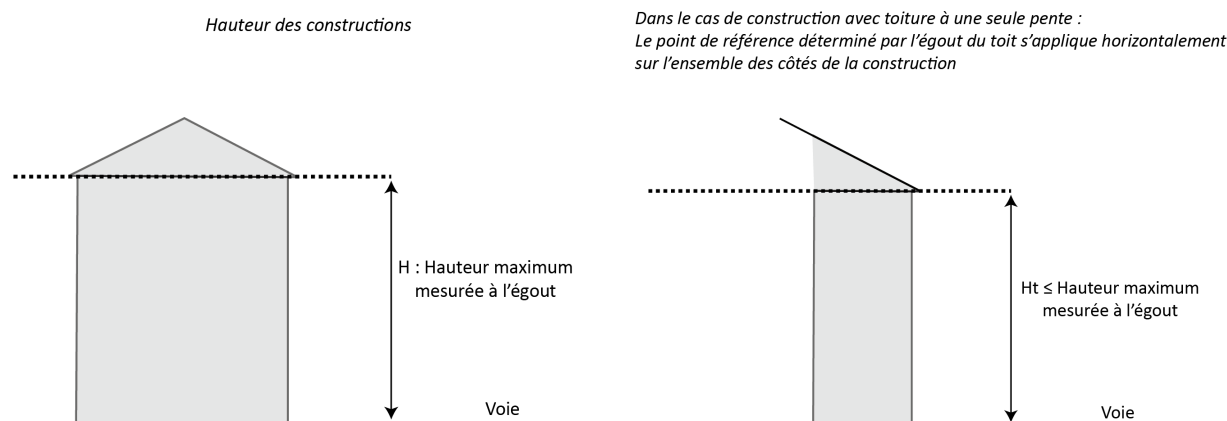 Hauteur des constructions
Dans le cas de construction avec toiture à une seule pente :
Le point de référence déterminé par l'égout du toit s'applique horizontalement
sur l'ensemble des côtés de la construction
H : Hauteur maximum
mesurée à l'égout
Voie
Ht ≤ Hauteur maximum
mesurée à l'égout
Voie